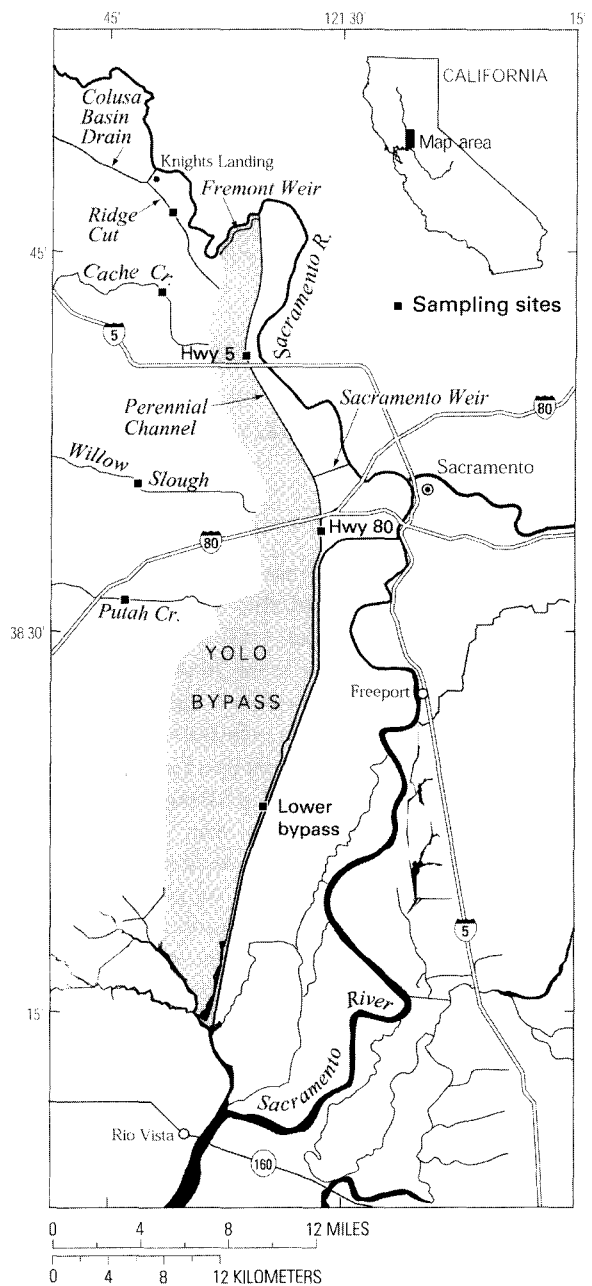 45'
121 30'
15'
CALIFORNIA
Map area
Colusa
Basin
Drain
Knights Landing
Fremont Weir
Ridge
Cut
45'
Cache Cr.
Sacramento R.
■ Sampling sites
5
Hwy 5
Perennial
Channel
Sacramento Weir
80
Willow Slough
Sacramento
80
Hwy 80
Putah Cr.
38 30'
YOLO
BYPASS
Freeport
Lower
bypass
5
15'
Sacramento River
Rio Vista
160
0 4 8 12 MILES
0 4 8 12 KILOMETERS